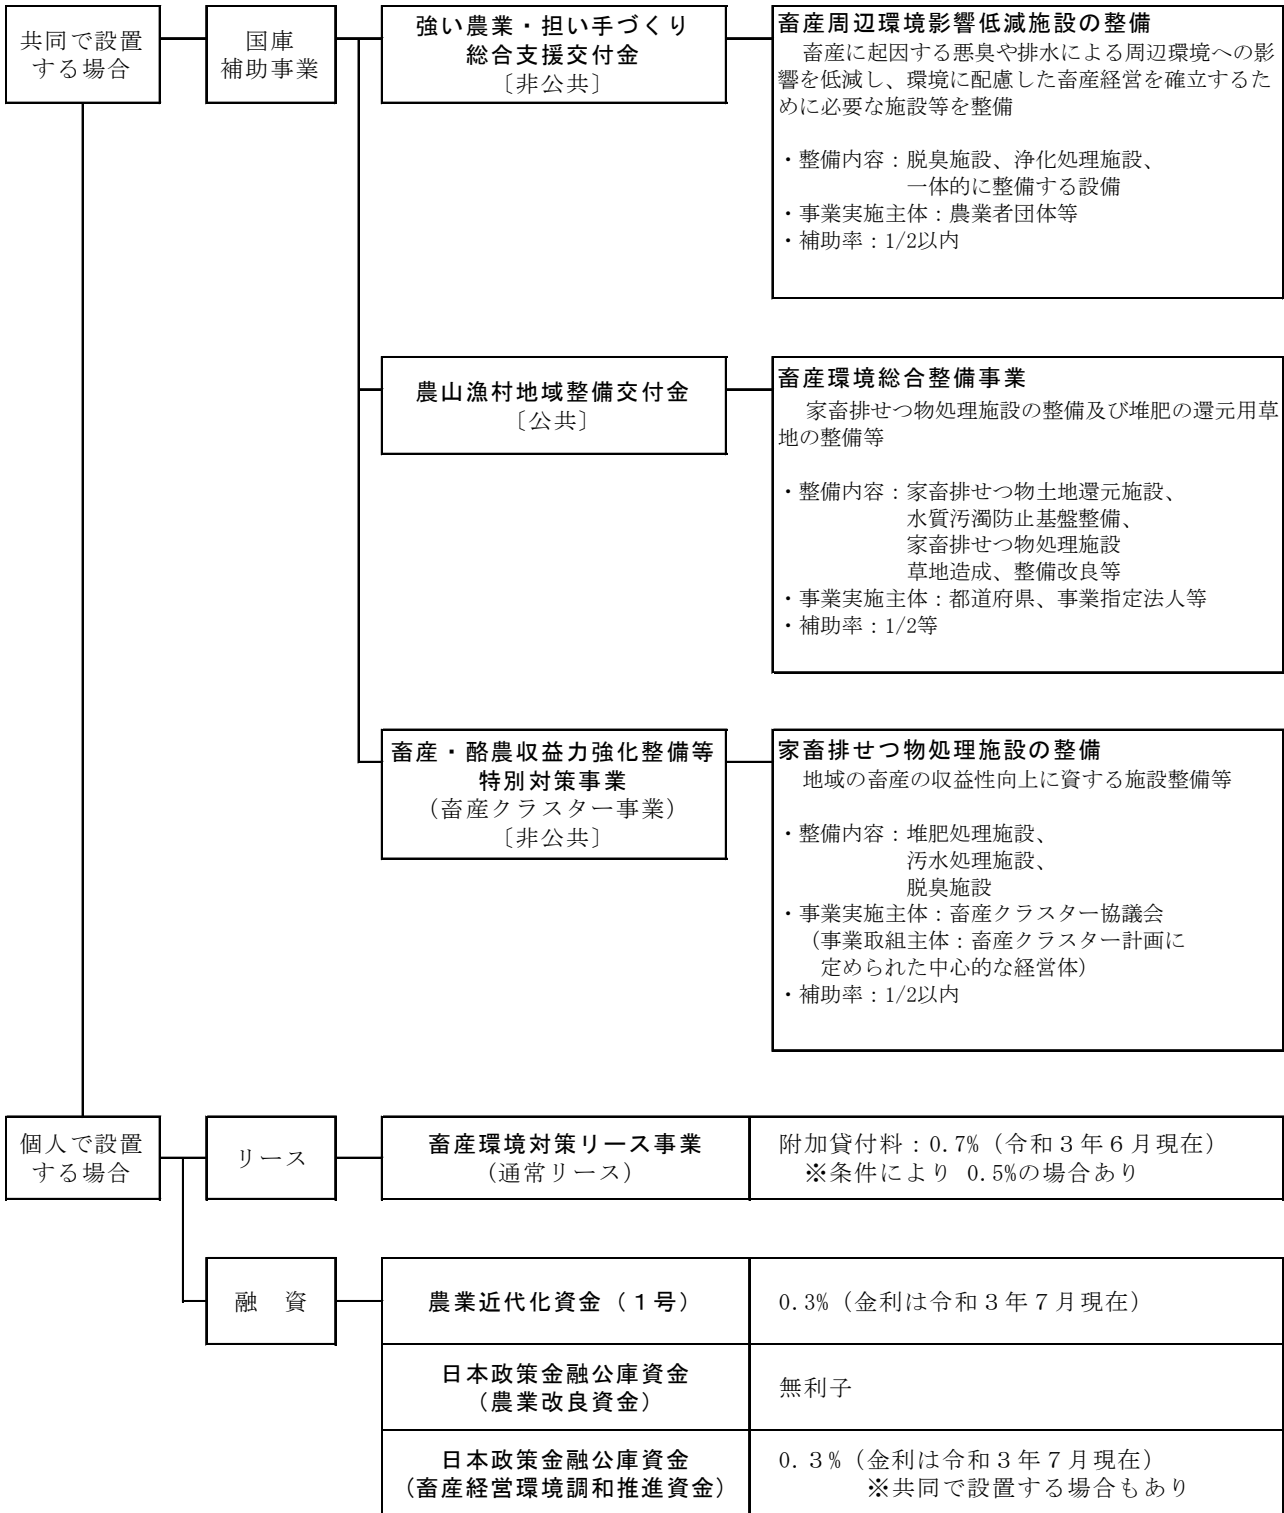 共同で設置
する場合
国庫
補助事業
強い農業・担い手づくり
総合支援交付金
〔非公共〕
畜産周辺環境影響低減施設の整備
畜産に起因する悪臭や排水による周辺環境への影
響を低減し、環境に配慮した畜産経営を確立するた
めに必要な施設等を整備
・整備内容：脱臭施設、浄化処理施設、
一体的に整備する設備
・事業実施主体：農業者団体等
・補助率：1/2以内
農山漁村地域整備交付金
〔公共〕
畜産環境総合整備事業
家畜排せつ物処理施設の整備及び堆肥の還元用草
地の整備等
・整備内容：家畜排せつ物土地還元施設、
水質汚濁防止基盤整備、
家畜排せつ物処理施設
草地造成、整備改良等
・事業実施主体：都道府県、事業指定法人等
・補助率：1/2等
畜産・酪農収益力強化整備等
特別対策事業
（畜産クラスター事業）
〔非公共〕
家畜排せつ物処理施設の整備
地域の畜産の収益性向上に資する施設整備等
・整備内容：堆肥処理施設、
汚水処理施設、
脱臭施設
・事業実施主体：畜産クラスター協議会
（事業取組主体：畜産クラスター計画に
定められた中心的な経営体）
・補助率：1/2以内
個人で設置
する場合
リース
畜産環境対策リース事業
（通常リース）
附加貸付料：0.7%（令和３年６月現在）
※条件により 0.5%の場合あり
融　資
農業近代化資金（１号）
0.3%（金利は令和３年７月現在）
日本政策金融公庫資金
（農業改良資金）
無利子
日本政策金融公庫資金
（畜産経営環境調和推進資金）
0.３%（金利は令和３年７月現在）
※共同で設置する場合もあり